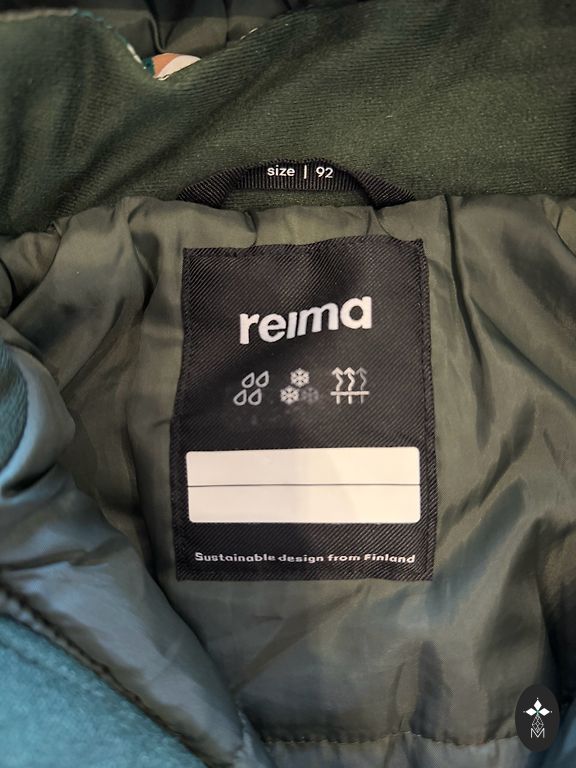 size | 92
reima
Sustainable design from Finland